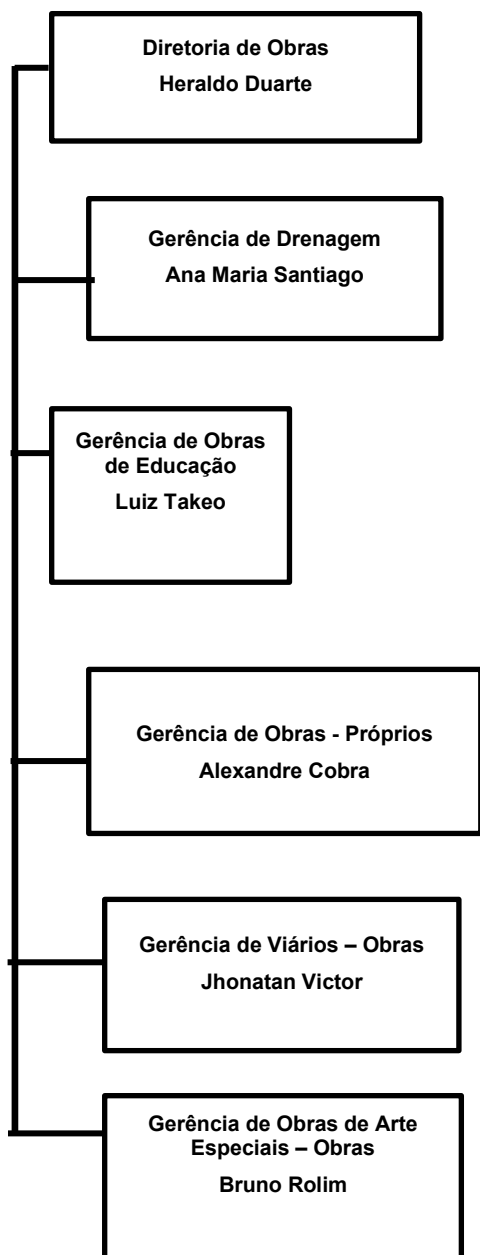 Diretoria de Obras
Heraldo Duarte
Gerência de Drenagem
Ana Maria Santiago
Gerência de Obras
de Educação
Luiz Takeo
Gerência de Obras - Próprios
Alexandre Cobra
Gerência de Viários – Obras
Jhonatan Victor
Gerência de Obras de Arte
Especiais – Obras
Bruno Rolim